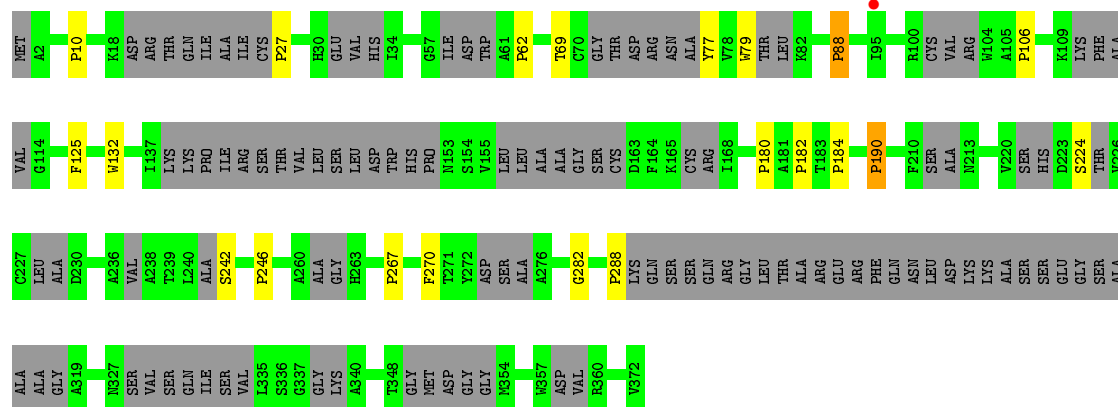 MET A2 P10 K18 ASP ARG THR GLN ILE ALA ILE CYS P27 H30 GLU VAL HIS I34 G57 ILE ASP TRP A61 P62 T69 C70 GLY THR ASP ARG ASN ALA Y77 V78 W79 THR LEU K82 P88 I95 R100 CYS VAL ARG W104 A105 P106 K109 LYS PHE ALA
VAL G114 F125 W132 I137 LYS LYS PRO ILE ARG SER THR VAL LEU SER LEU ASP TRP HIS PRO N153 S154 V155 LEU LEU ALA ALA GLY SER CYS D163 F164 K165 CYS ARG I168 P180 A181 P182 T183 P184 P190 F210 SER ALA N213 V220 SER HIS D223 S224 THR V226
C227 LEU ALA D230 A236 VAL A238 T239 L240 ALA S242 P246 A260 ALA GLY H263 P267 F270 T271 Y272 ASP SER ALA A276 G282 P288 LYS GLN SER SER GLN ARG GLY LEU THR ALA ARG GLU ARG PHE GLN ASN LEU ASP LYS LYS ALA SER SER GLU GLY SER ALA
ALA ALA GLY A319 N327 SER VAL SER GLN ILE SER VAL L335 S336 G337 GLY LYS A340 T348 GLY MET ASP GLY GLY M354 W357 ASP VAL R360 V372